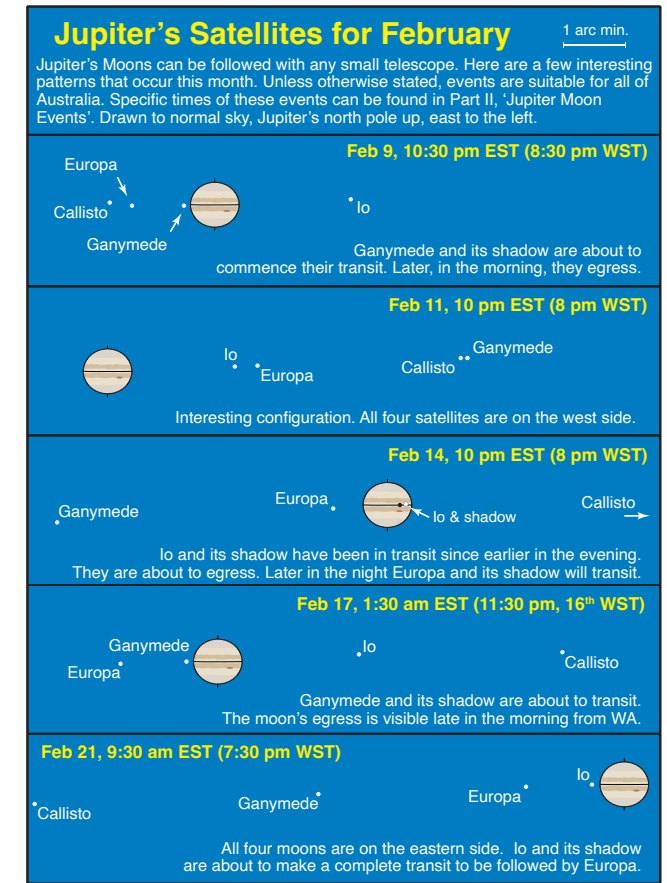 Jupiter's Satellites for February
1 arc min.
Jupiter's Moons can be followed with any small telescope. Here are a few interesting
patterns that occur this month. Unless otherwise stated, events are suitable for all of
Australia. Specific times of these events can be found in Part II, 'Jupiter Moon
Events'. Drawn to normal sky, Jupiter's north pole up, east to the left.
Feb 9, 10:30 pm EST (8:30 pm WST)
Europa
Callisto
Io
Ganymede
Ganymede and its shadow are about to
commence their transit. Later, in the morning, they egress.
Feb 11, 10 pm EST (8 pm WST)
Io
Europa
Ganymede
Callisto
Interesting configuration. All four satellites are on the west side.
Feb 14, 10 pm EST (8 pm WST)
Ganymede
Europa
Io & shadow
Callisto
Io and its shadow have been in transit since earlier in the evening.
They are about to egress. Later in the night Europa and its shadow will transit.
Feb 17, 1:30 am EST (11:30 pm, 16th WST)
Ganymede
Europa
Io
Callisto
Ganymede and its shadow are about to transit.
The moon's egress is visible late in the morning from WA.
Feb 21, 9:30 am EST (7:30 pm WST)
Callisto
Ganymede
Europa
Io
All four moons are on the eastern side. Io and its shadow
are about to make a complete transit to be followed by Europa.